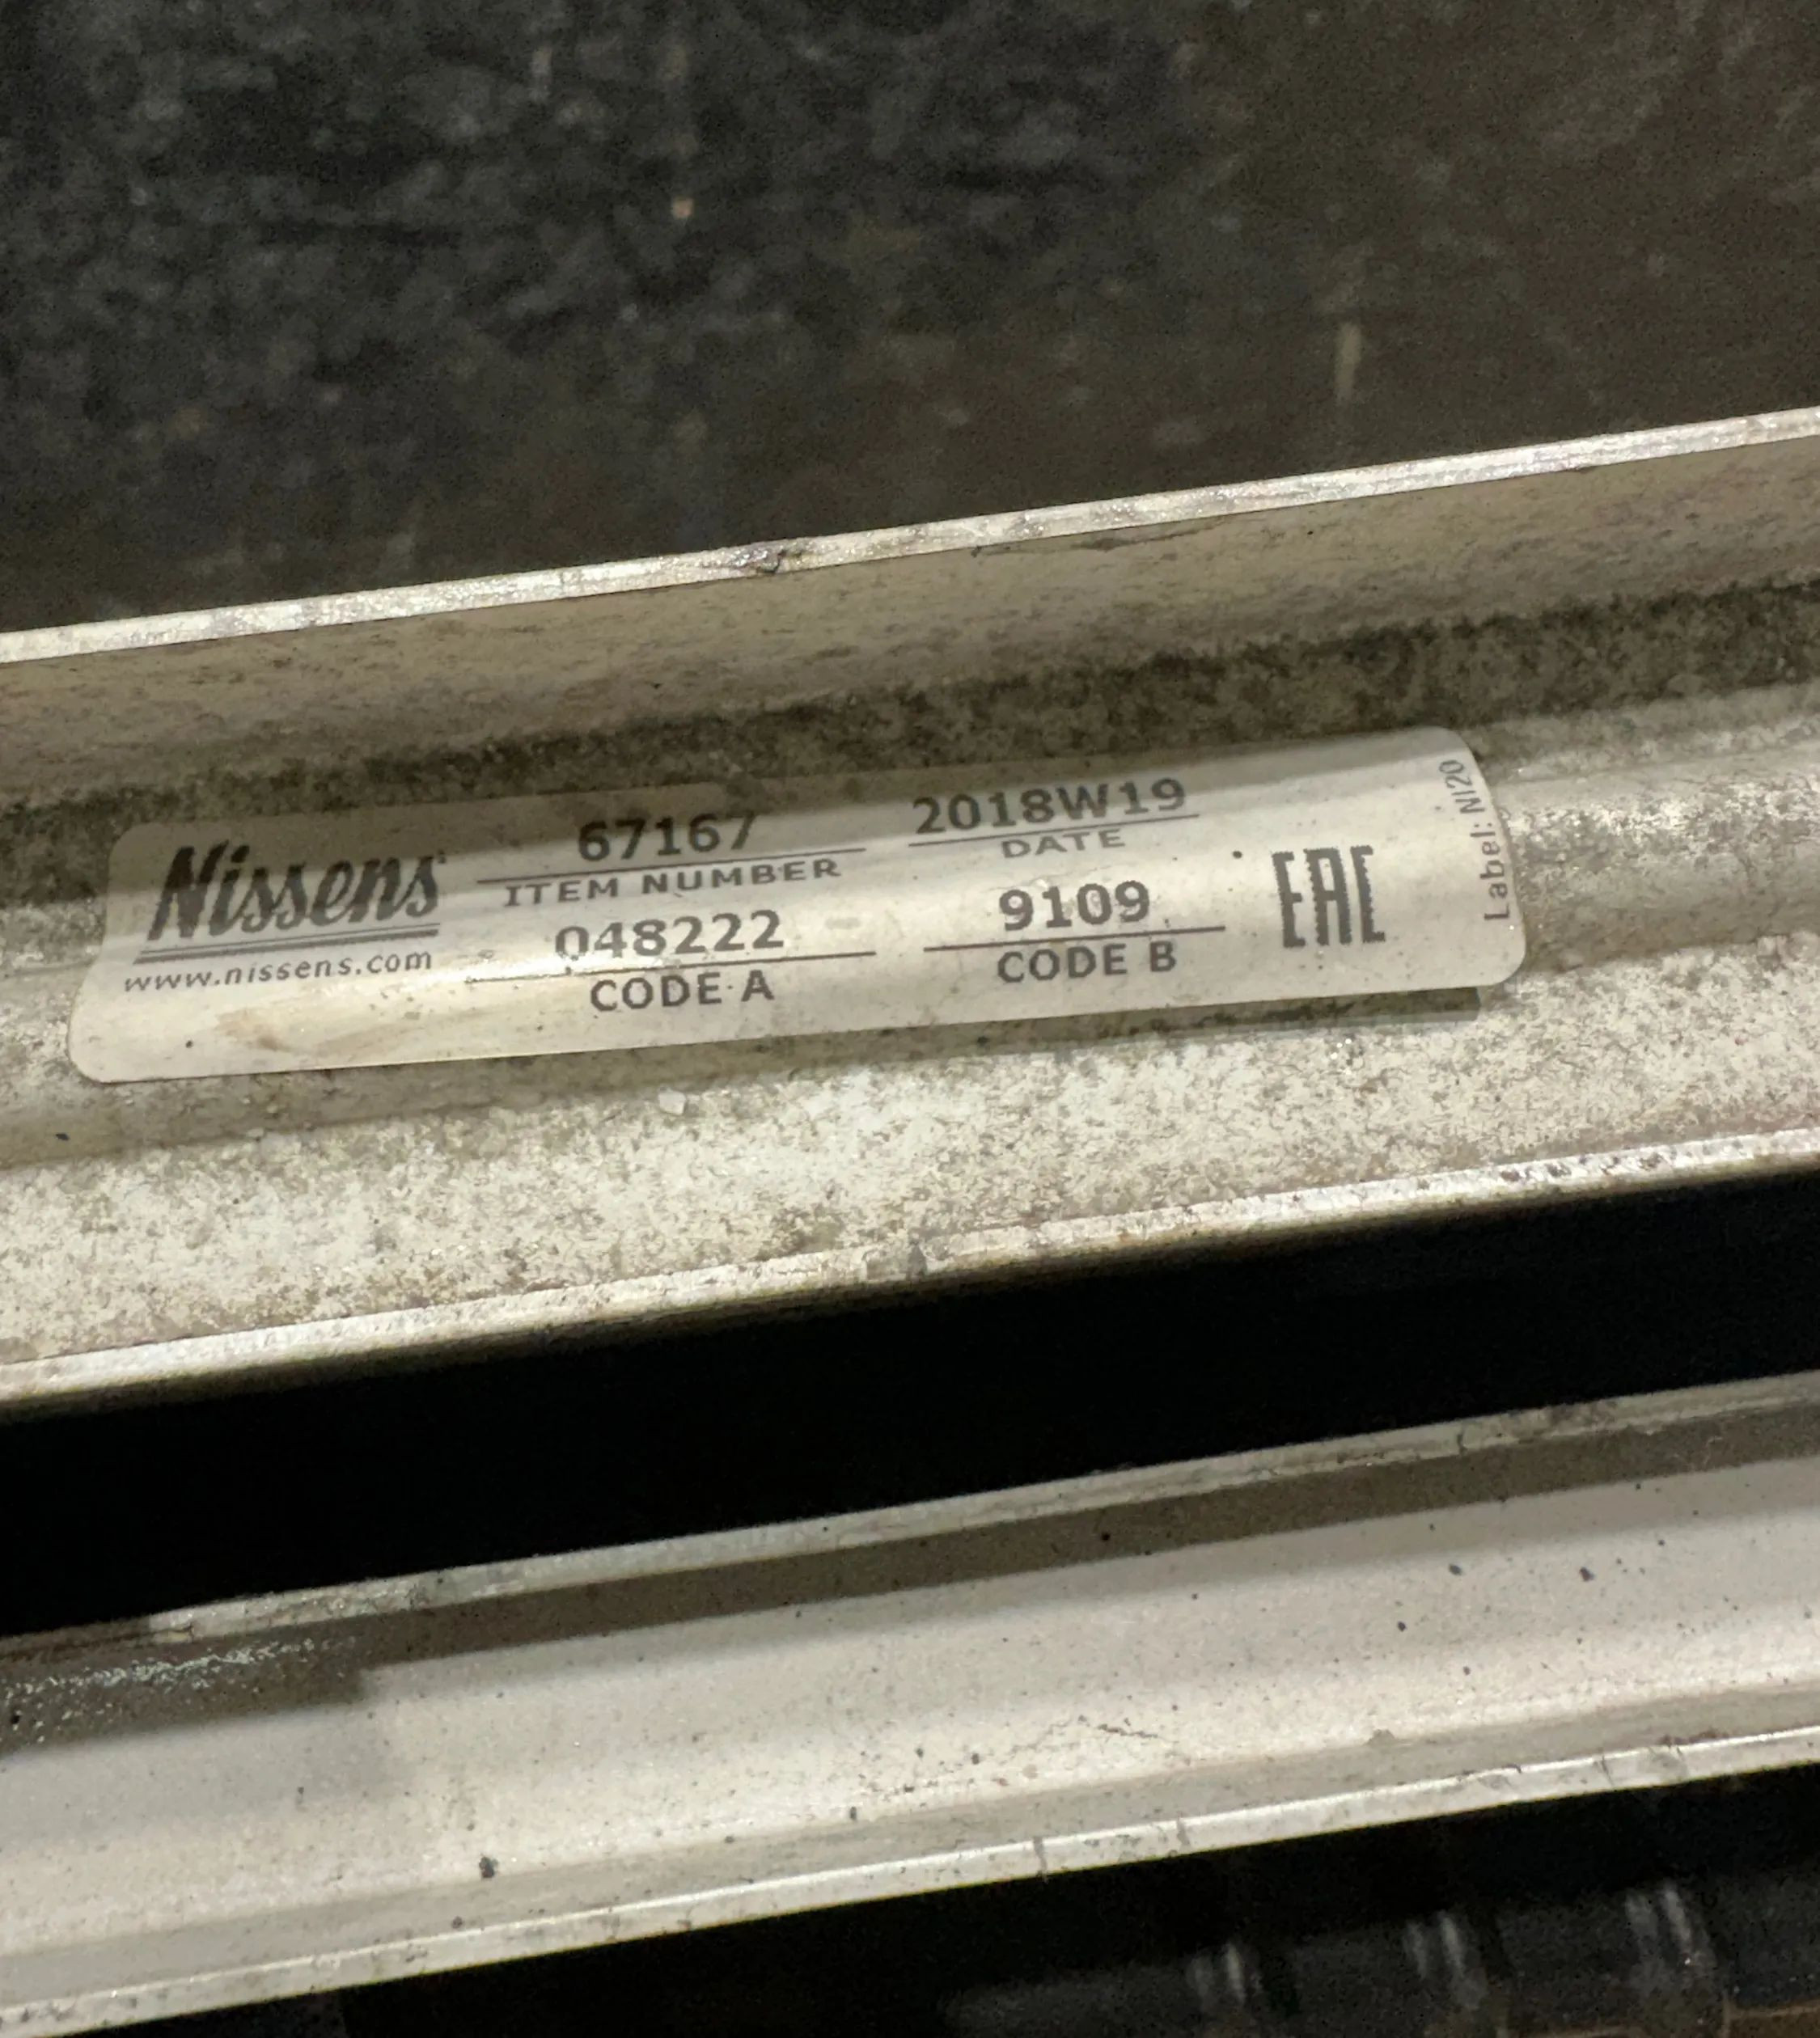 Nissens
www.nissens.com
67167
ITEM NUMBER
2018W19
DATE
048222
CODE A
9109
CODE B
EAC
Label: NI20